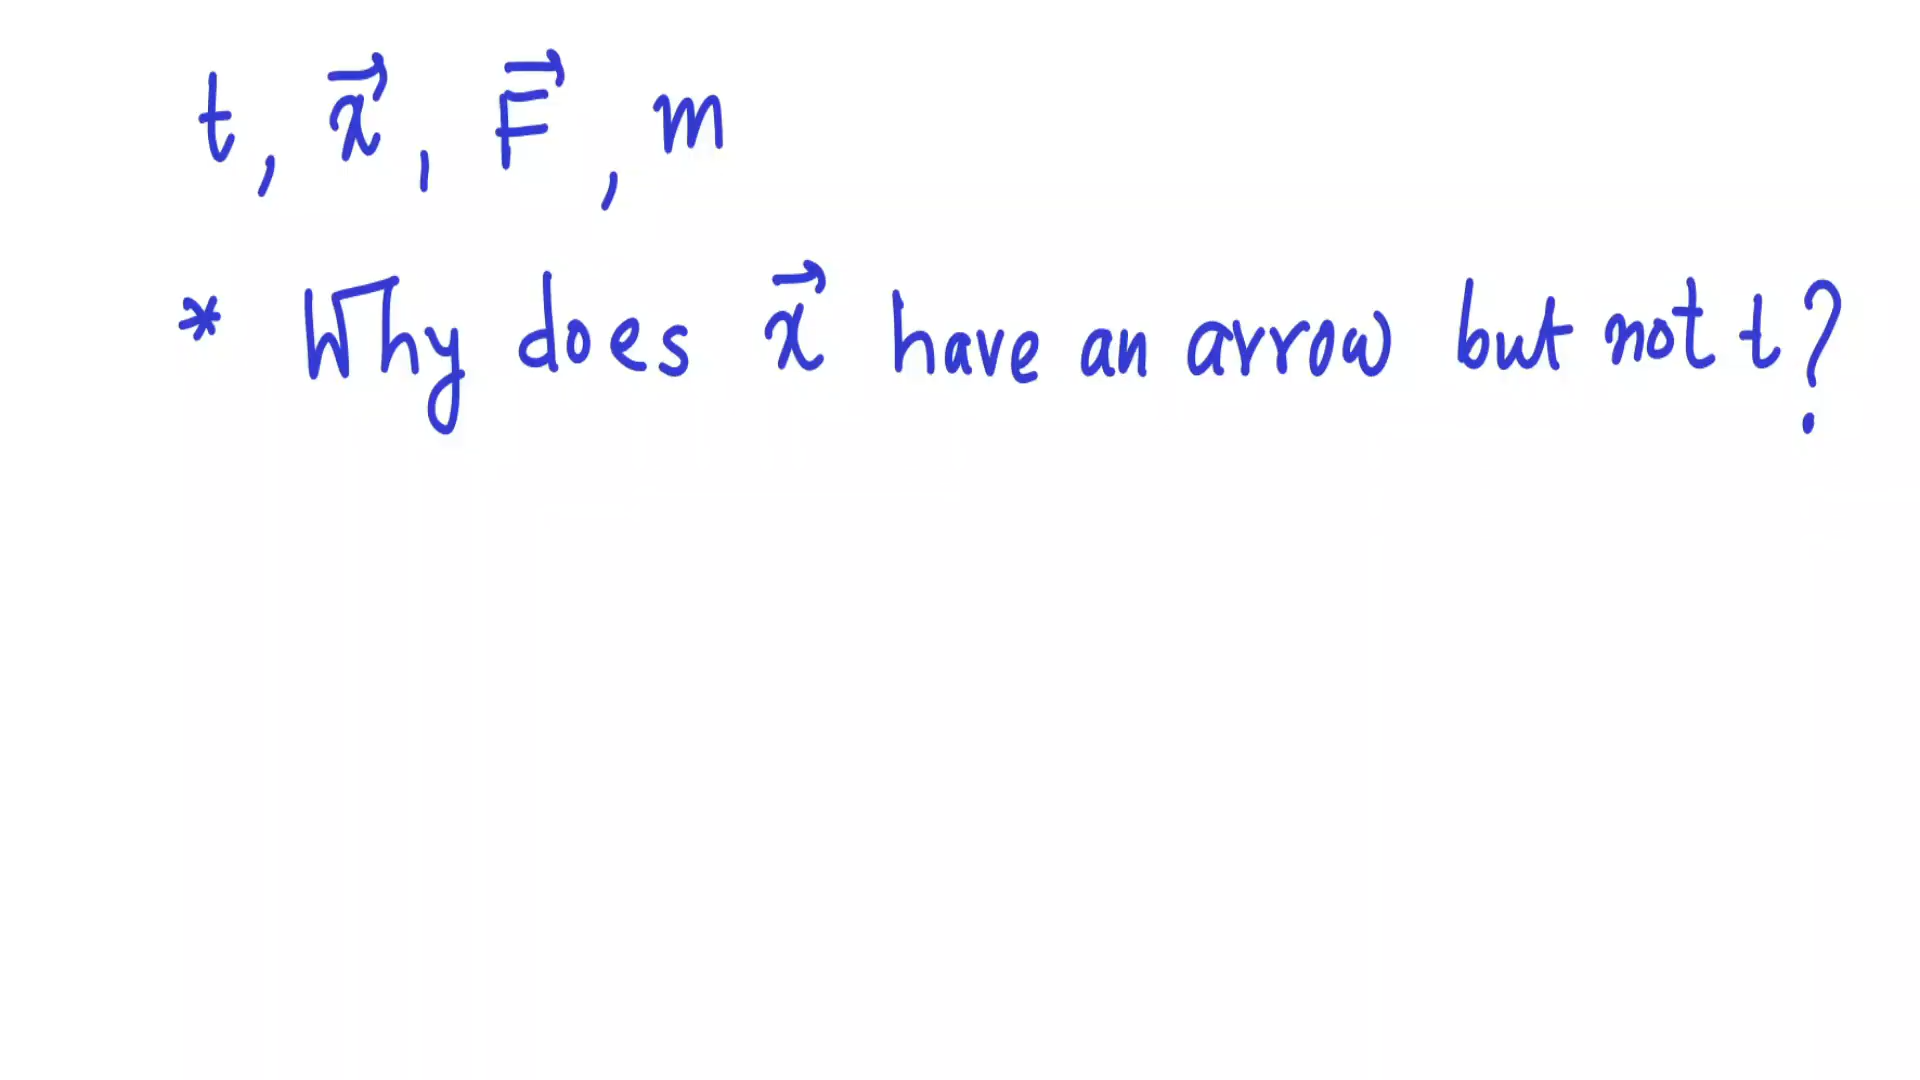 t, x⃗, F⃗, m
* Why does x⃗ have an arrow but not t?